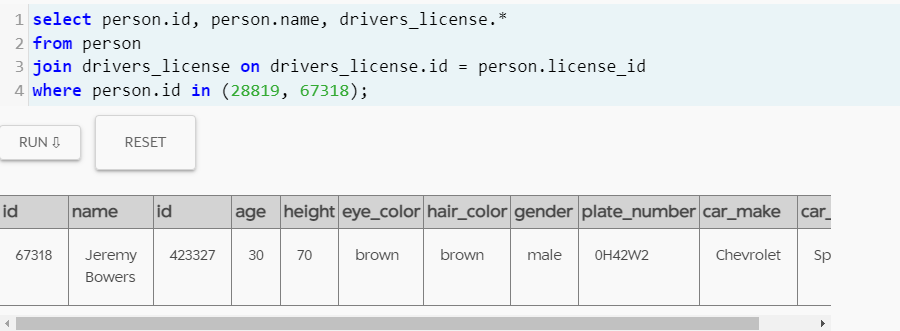 1 select person.id, person.name, drivers_license.*
2 from person
3 join drivers_license on drivers_license.id = person.license_id
4 where person.id in (28819, 67318);
RUN ⇩ RESET
id name id age height eye_color hair_color gender plate_number car_make car_
67318 Jeremy Bowers 423327 30 70 brown brown male 0H42W2 Chevrolet Sp